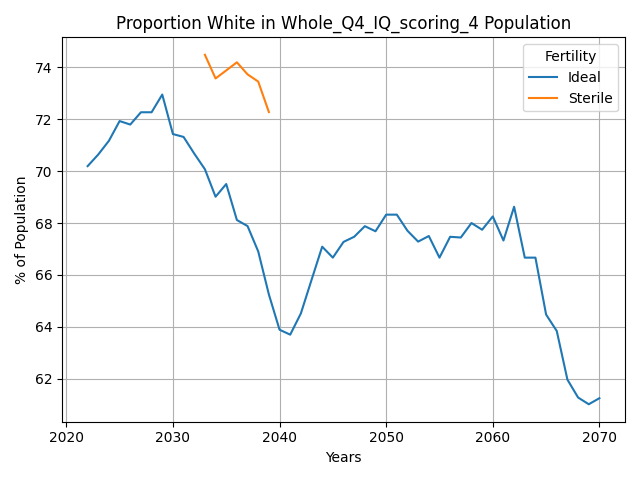 Proportion White in Whole_Q4_IQ_scoring_4 Population
Fertility
Ideal
Sterile
% of Population
74
72
70
68
66
64
62
2020
2030
2040
2050
2060
2070
Years